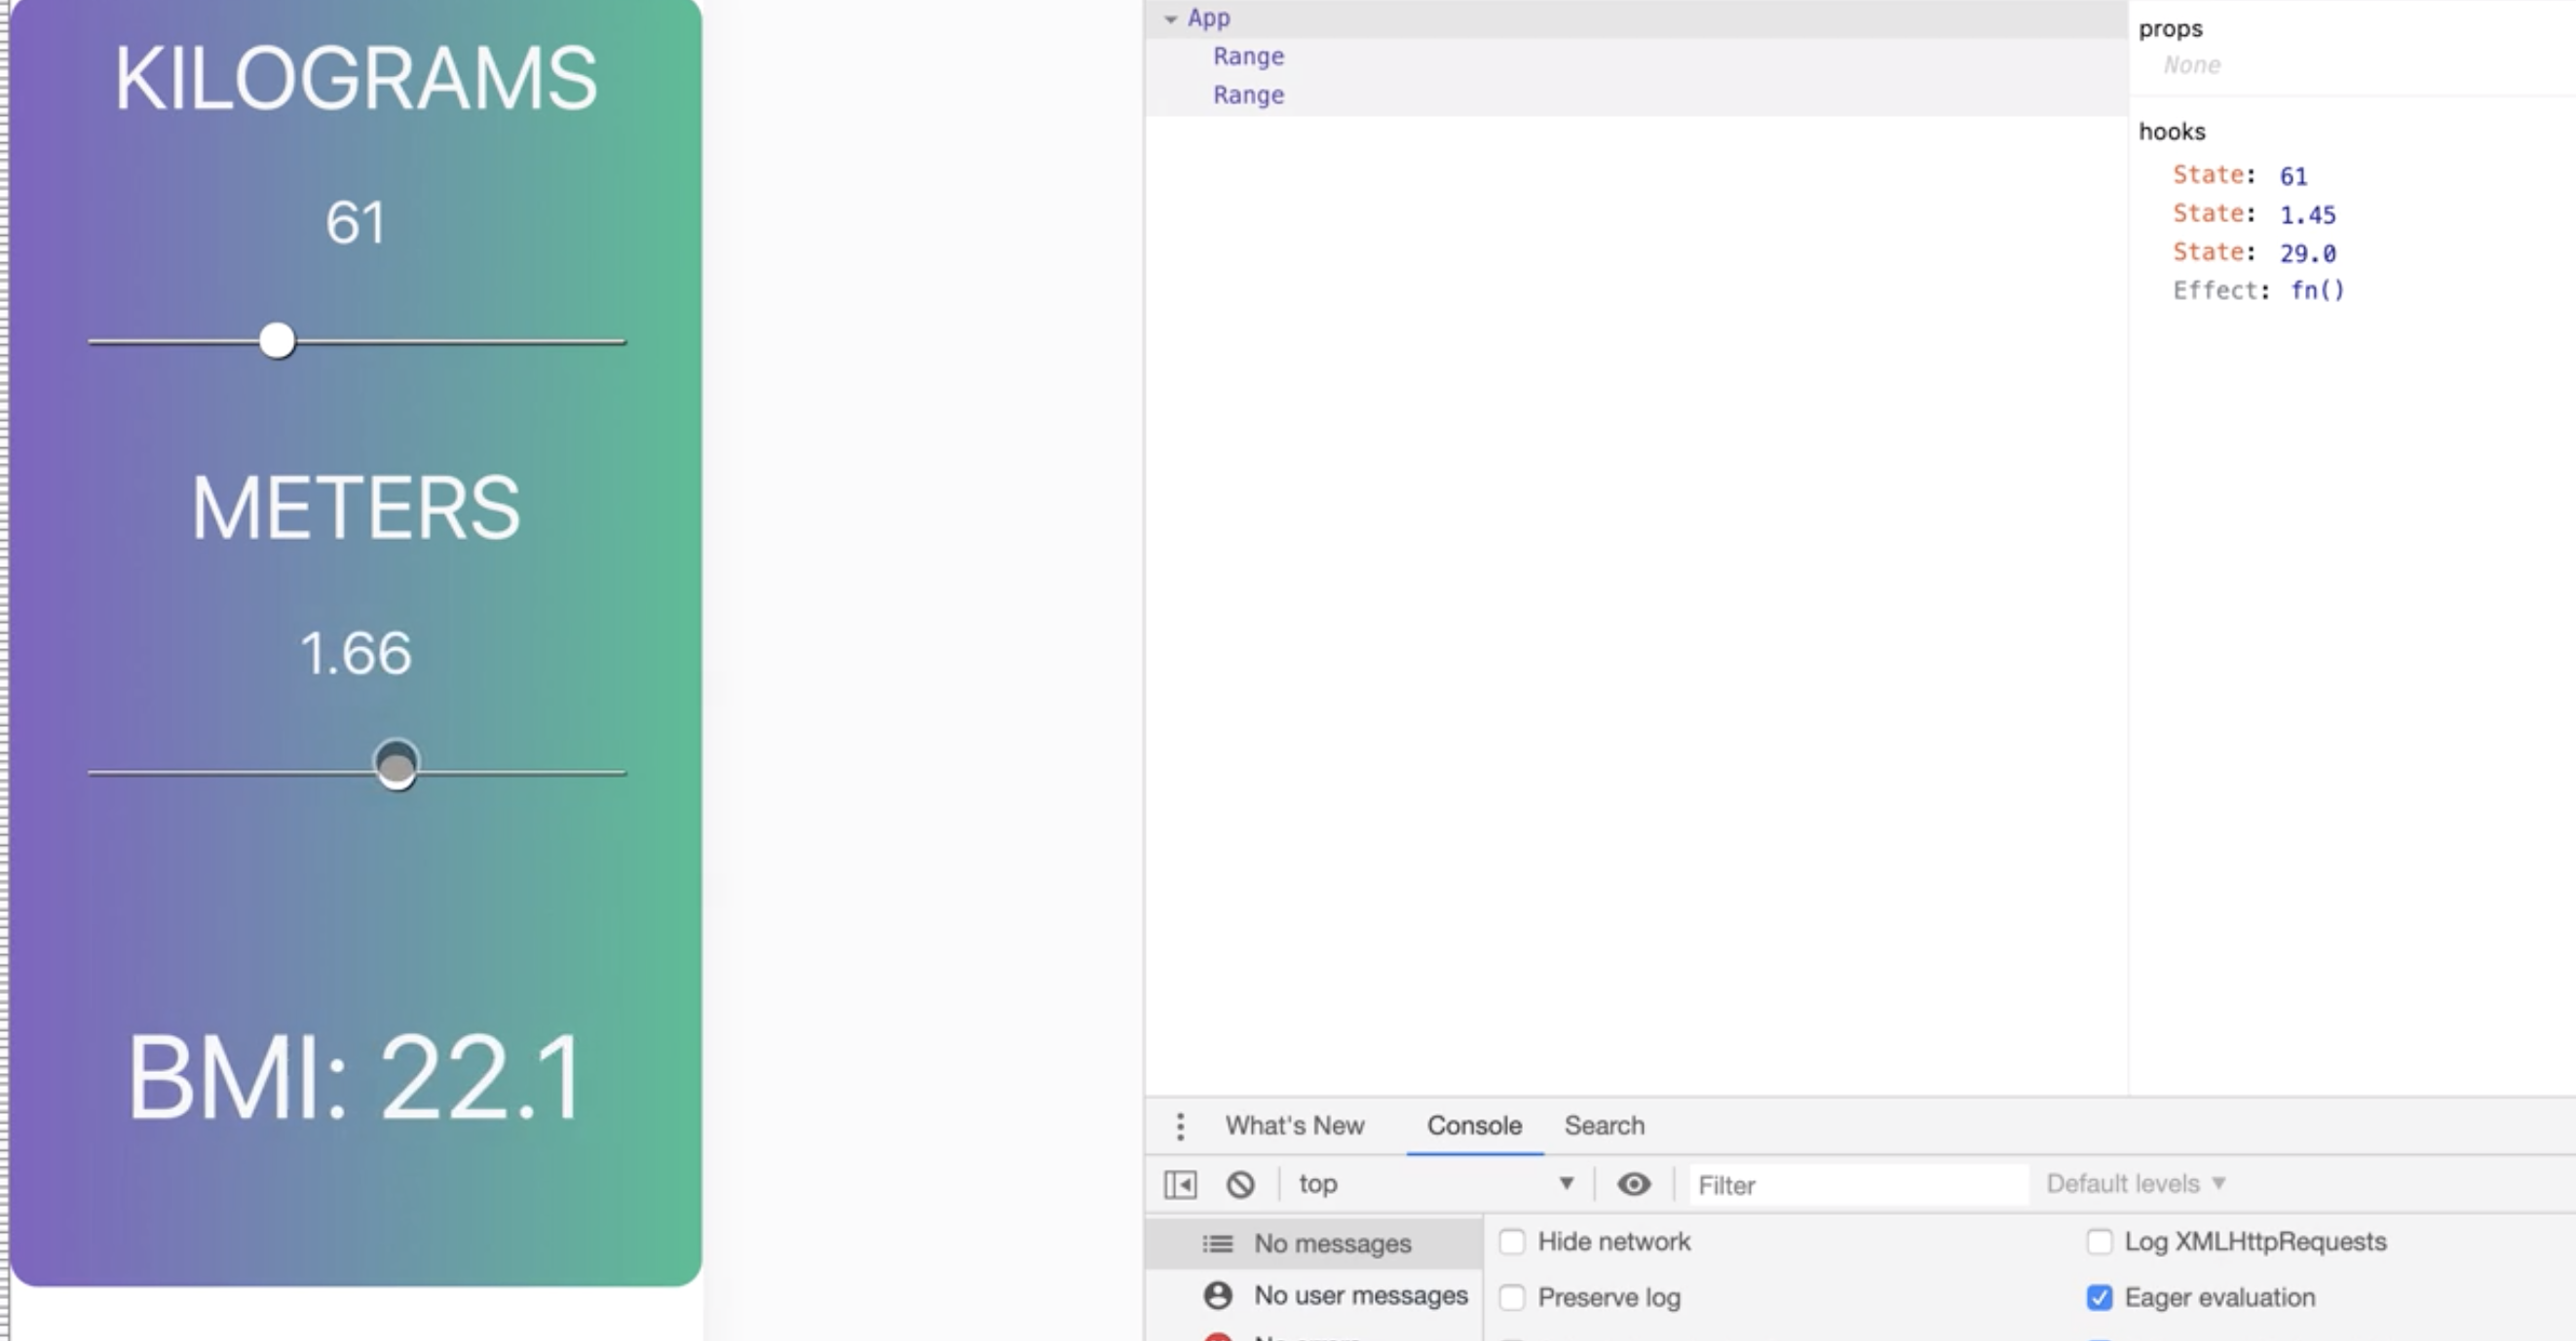 KILOGRAMS
61
METERS
1.66
BMI: 22.1
App
Range
Range
props
None
hooks
State: 61
State: 1.45
State: 29.0
Effect: fn()
What's New Console Search
top Filter Default levels
No messages Hide network Log XMLHttpRequests
No user messages Preserve log Eager evaluation